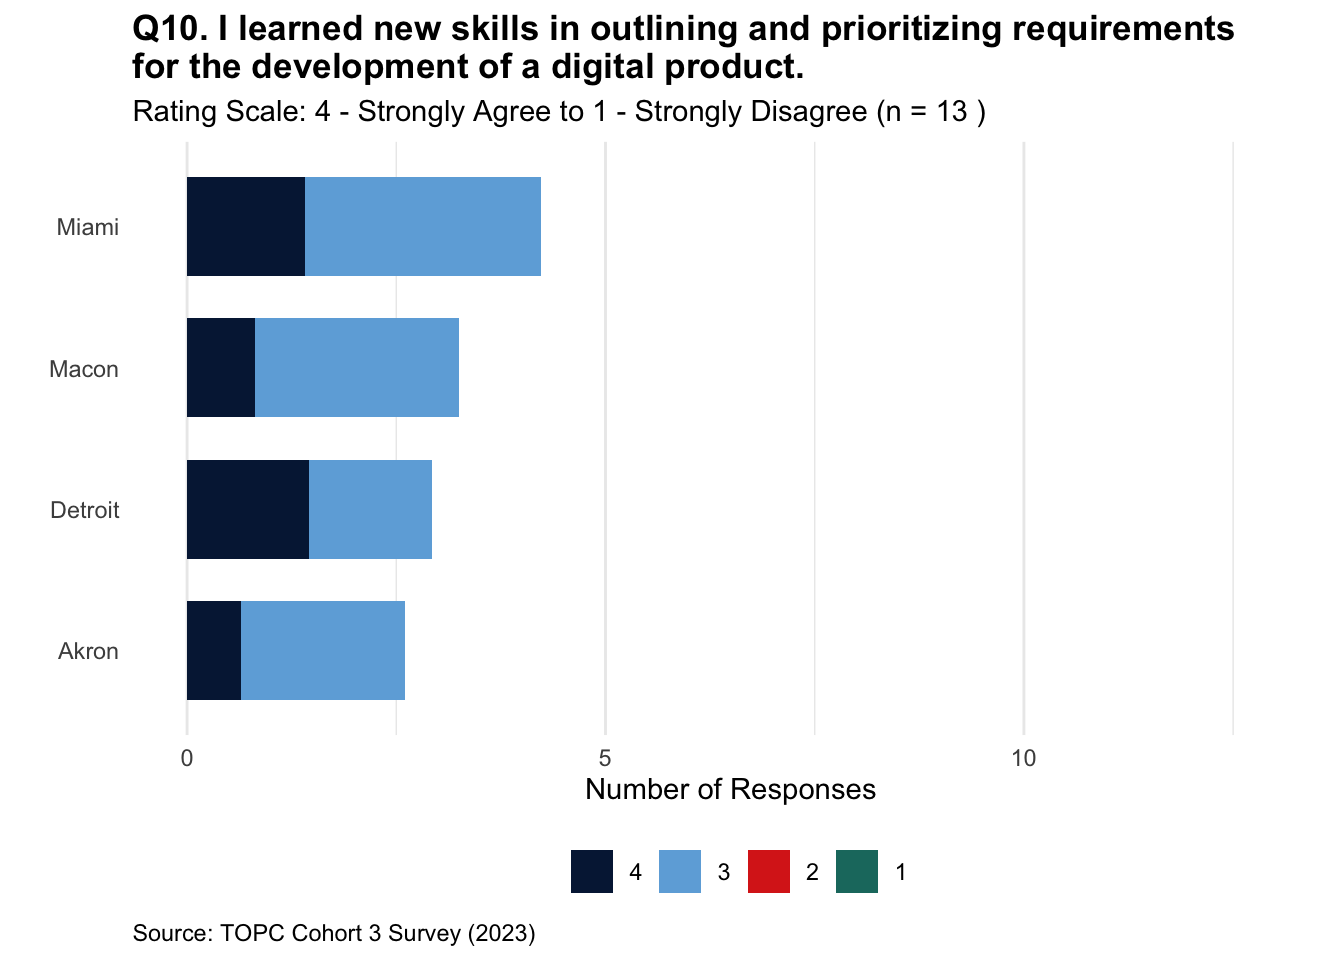 Q10. I learned new skills in outlining and prioritizing requirements
for the development of a digital product.
Rating Scale: 4 - Strongly Agree to 1 - Strongly Disagree (n = 13 )
Miami
Macon
Detroit
Akron
0 5 10
Number of Responses
4 3 2 1
Source: TOPC Cohort 3 Survey (2023)